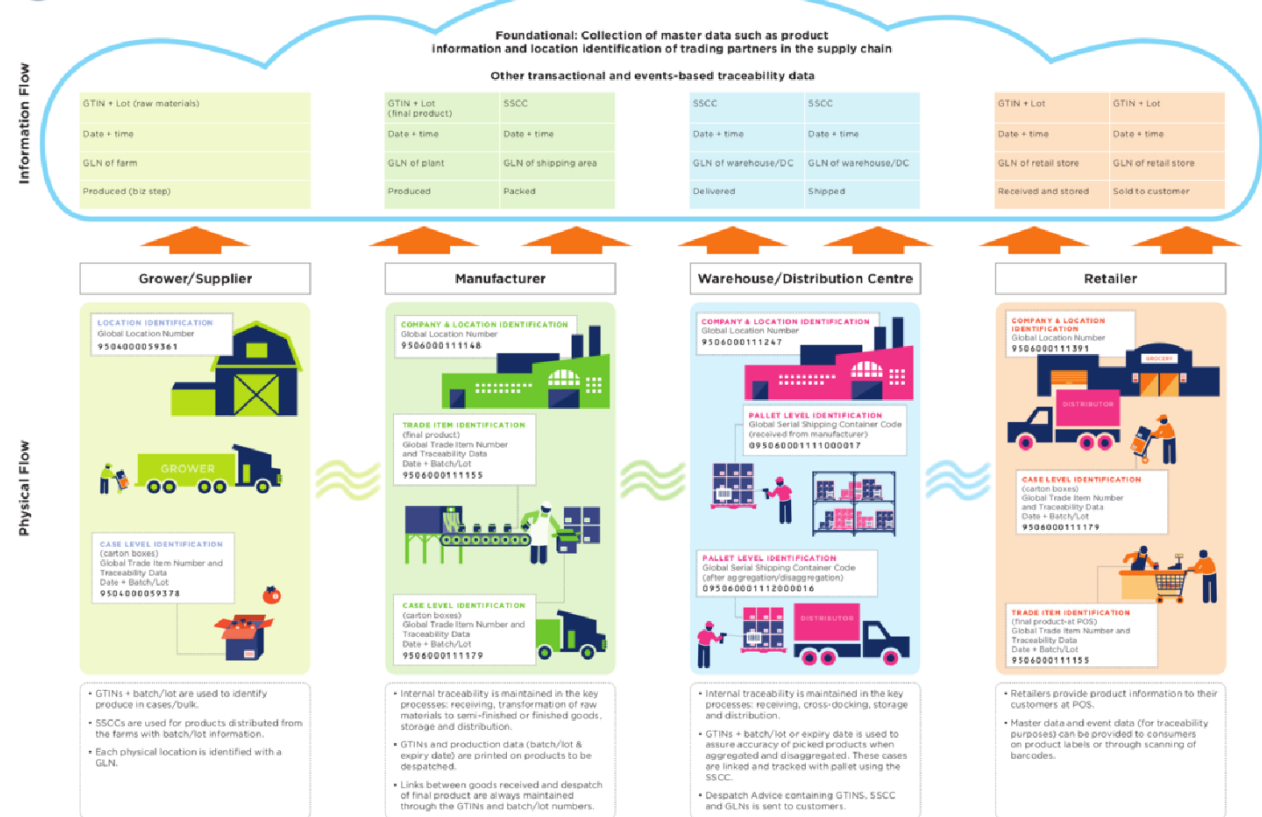 Foundational: Collection of master data such as product
information and location identification of trading partners in the supply chain
Other transactional and events-based traceability data
Information Flow
GTIN + Lot (raw materials)
Date + time
GLN of farm
Produced (biz step)
GTIN + Lot
(final product)
Date + time
GLN of plant
Produced
SSCC
Date + time
GLN of shipping area
Packed
SSCC
Date + time
GLN of warehouse/DC
Delivered
SSCC
Date + time
GLN of warehouse/DC
Shipped
GTIN + Lot
Date + time
GLN of retail store
Received and stored
GTIN + Lot
Date + time
GLN of retail store
Sold to customer
Physical Flow
Grower/Supplier
LOCATION IDENTIFICATION
Global Location Number
9504000059361
GROWER
CASE LEVEL IDENTIFICATION
(carton boxes)
Global Trade Item Number and
Traceability Data
Date + Batch/Lot
9504000059378
• GTINs + batch/lot are used to identify
produce in cases/bulk.
• SSCCs are used for products distributed from
the farms with batch/lot information.
• Each physical location is identified with a
GLN.
Manufacturer
COMPANY & LOCATION IDENTIFICATION
Global Location Number
9506000111148
TRADE ITEM IDENTIFICATION
(final product)
Global Trade Item Number
and Traceability Data
Date + Batch/Lot
9506000111155
CASE LEVEL IDENTIFICATION
(carton boxes)
Global Trade Item Number and
Traceability Data
Date + Batch/Lot
9506000111179
• Internal traceability is maintained in the key
processes: receiving, transformation of raw
materials to semi-finished or finished goods,
storage and distribution.
• GTINs and production data (batch/lot &
expiry date) are printed on products to be
despatched.
• Links between goods received and despatch
of final product are always maintained
through the GTINs and batch/lot numbers.
Warehouse/Distribution Centre
COMPANY & LOCATION IDENTIFICATION
Global Location Number
9506000111247
PALLET LEVEL IDENTIFICATION
Global Serial Shipping Container Code
(received from manufacturer)
095060001111000017
PALLET LEVEL IDENTIFICATION
Global Serial Shipping Container Code
(after aggregation/disaggregation)
095060001112000016
DISTRIBUTOR
• Internal traceability is maintained in the key
processes: receiving, cross-docking, storage
and distribution.
• GTINs + batch/lot or expiry date is used to
assure accuracy of picked products when
aggregated and disaggregated. These cases
are linked and tracked with pallet using the
SSCC.
• Despatch Advice containing GTINS, SSCC
and GLNs is sent to customers.
Retailer
COMPANY & LOCATION
IDENTIFICATION
Global Location Number
9506000111391
GROCERY
DISTRIBUTOR
CASE LEVEL IDENTIFICATION
(carton boxes)
Global Trade Item Number
and Traceability Data
Date + Batch/Lot
9506000111179
TRADE ITEM IDENTIFICATION
(final product-at POS)
Global Trade Item Number and
Traceability Data
Date + Batch/Lot
9506000111155
• Retailers provide product information to their
customers at POS.
• Master data and event data (for traceability
purposes) can be provided to consumers
on product labels or through scanning of
barcodes.